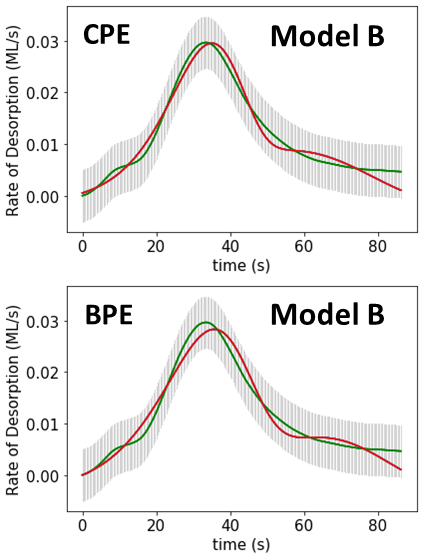 CPE Model B
Rate of Desorption (ML/s)
0.03
0.02
0.01
0.00
0 20 40 60 80
time (s)
BPE Model B
Rate of Desorption (ML/s)
0.03
0.02
0.01
0.00
0 20 40 60 80
time (s)